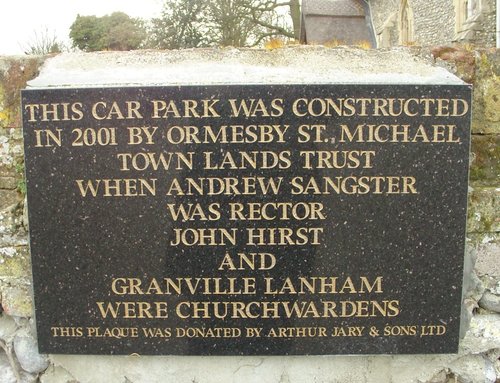 THIS CAR PARK WAS CONSTRUCTED
IN 2001 BY ORMESBY ST. MICHAEL
TOWN LANDS TRUST
WHEN ANDREW SANGSTER
WAS RECTOR
JOHN HIRST
AND
GRANVILLE LANHAM
WERE CHURCHWARDENS
THIS PLAQUE WAS DONATED BY ARTHUR JARY & SONS LTD